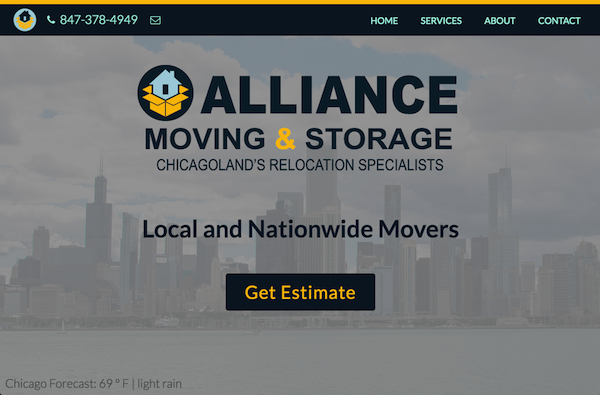 847-378-4949 HOME SERVICES ABOUT CONTACT
ALLIANCE
MOVING & STORAGE
CHICAGOLAND'S RELOCATION SPECIALISTS
Local and Nationwide Movers
Get Estimate
Chicago Forecast: 69 º F | light rain